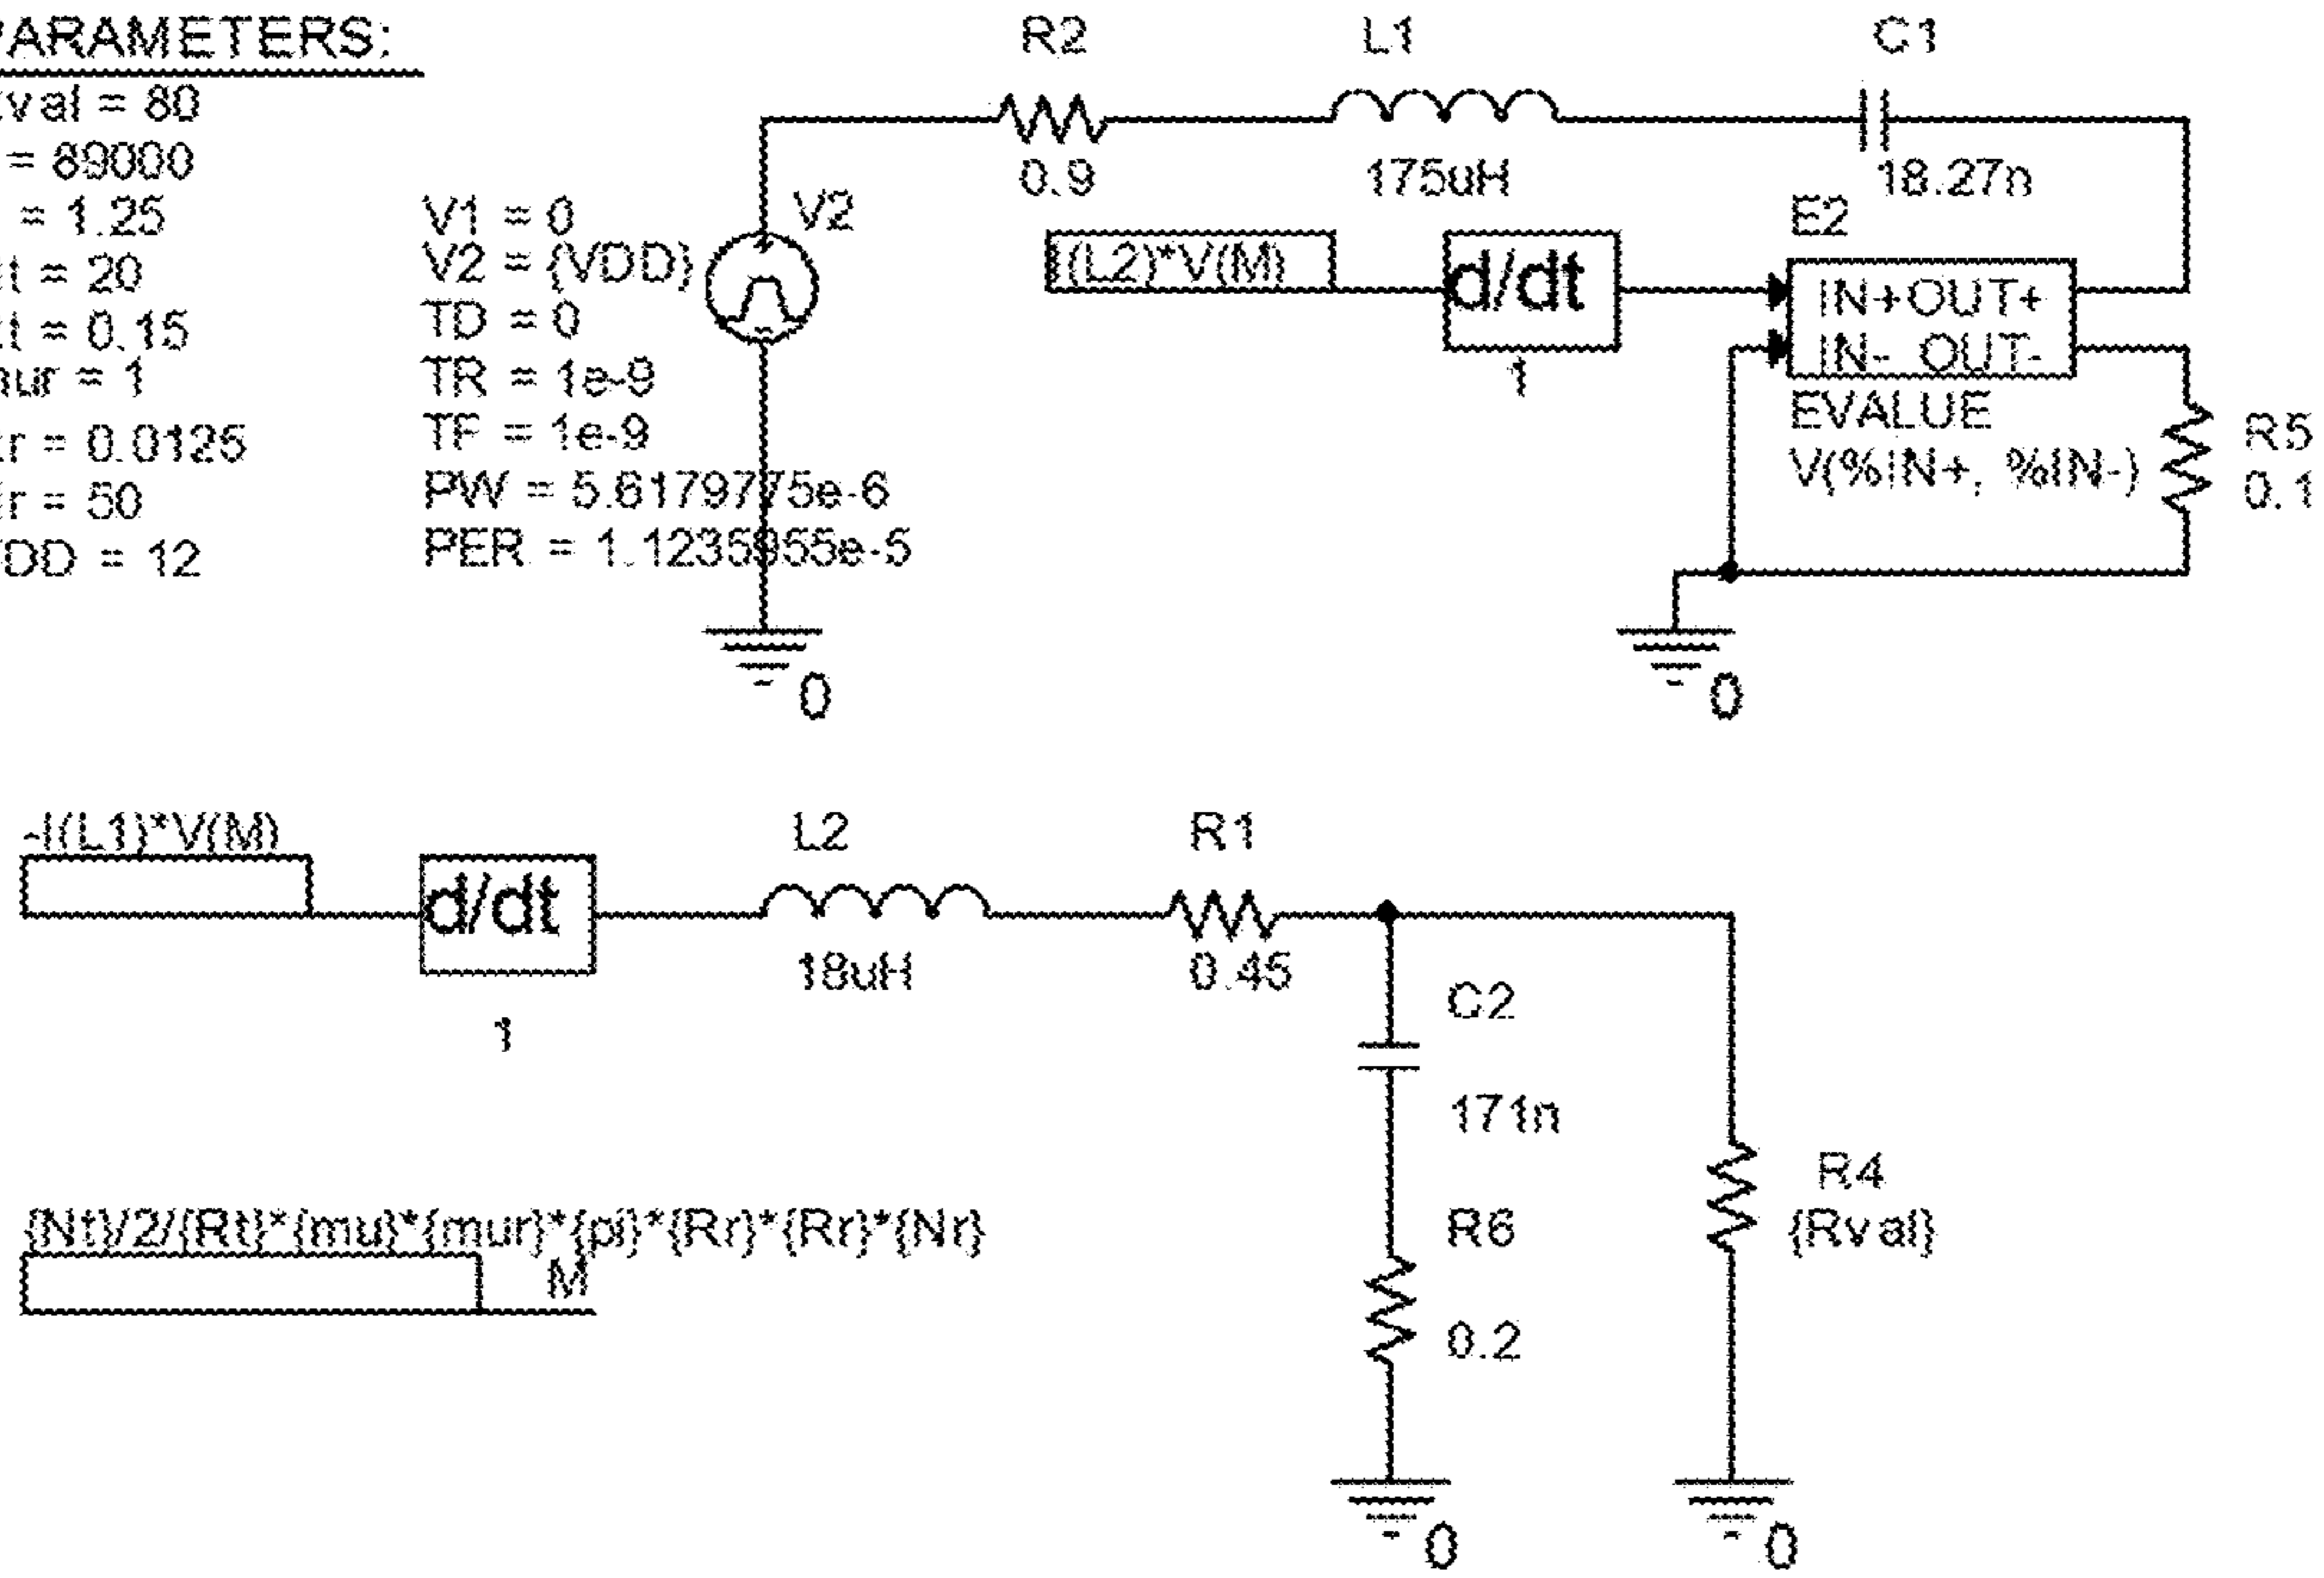 PARAMETERS:
val = 80
= 89000
= 1.25
t = 20
t = 0.15
ur = 1
r = 0.0125
r = 50
DD = 12
V1 = 0
V2 = {VDD}
TD = 0
TR = 1e-9
TF = 1e-9
PW = 5.6179775e-6
PER = 1.1235955e-5
V2
0
R2
0.9
L1
175uH
C1
18.27n
I(L2)*V(M)
d/dt
1
E2
IN+ OUT+
IN- OUT-
EVALUE
V(%IN+, %IN-)
R5
0.1
0
-I(L1)*V(M)
d/dt
1
L2
18uH
R1
0.45
C2
171n
R6
0.2
0
R4
{Rval}
0
{Nt}/2/{Rt}*{mu}*{mur}*{pi}*{Rr}*{Rr}*{Nr}
M